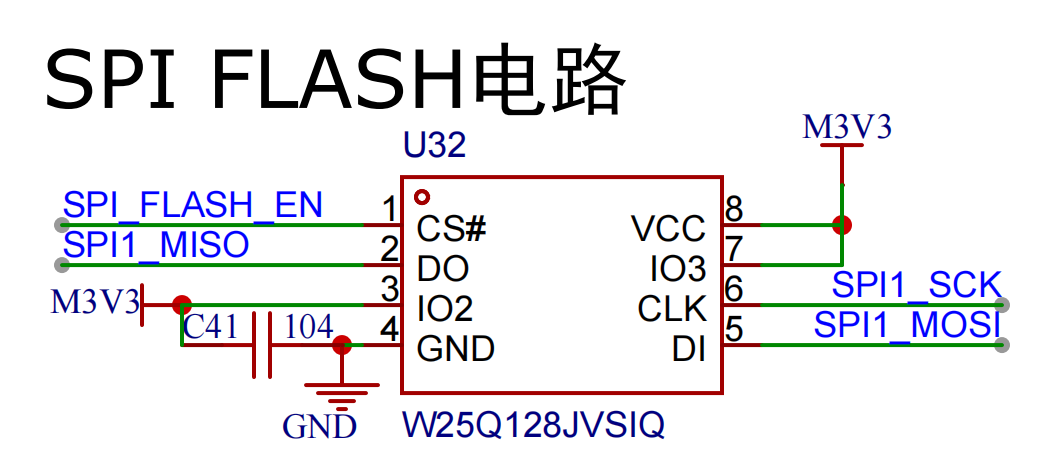 SPI FLASH电路
U32
M3V3
SPI_FLASH_EN
1
CS#
VCC
8
SPI1_MISO
2
DO
IO3
7
M3V3
3
IO2
CLK
6
SPI1_SCK
C41
104
4
GND
DI
5
SPI1_MOSI
GND
W25Q128JVSIQ